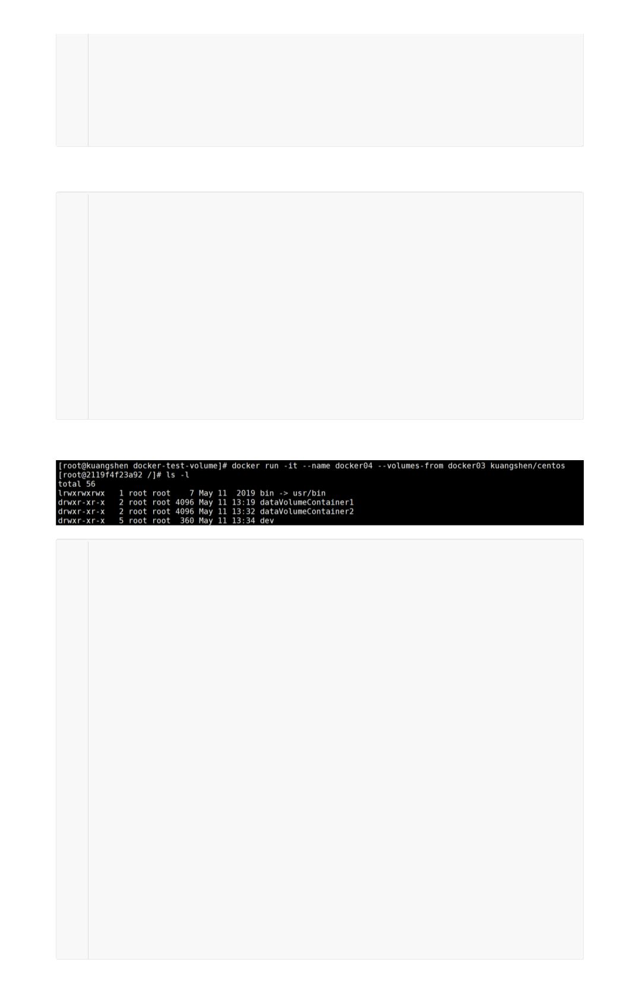 [root@kuangshen docker-test-volume]# docker run -it --name docker04 --volumes-from docker03 kuangshen/centos
[root@2119f4f23a92 /]# ls -l
total 56
lrwxrwxrwx   1 root root    7 May 11  2019 bin -> usr/bin
drwxr-xr-x   2 root root 4096 May 11 13:19 dataVolumeContainer1
drwxr-xr-x   2 root root 4096 May 11 13:32 dataVolumeContainer2
drwxr-xr-x   5 root root  360 May 11 13:34 dev